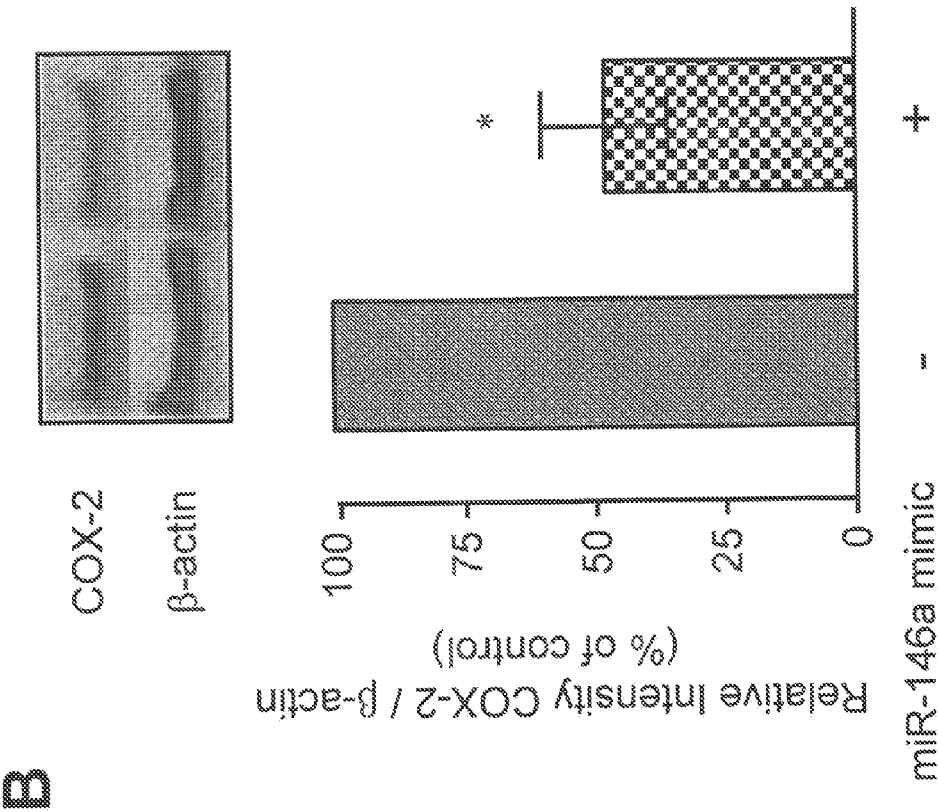 B
COX-2
β-actin
Relative Intensity COX-2 / β-actin
(% of control)
100
75
50
25
0
*
miR-146a mimic - +